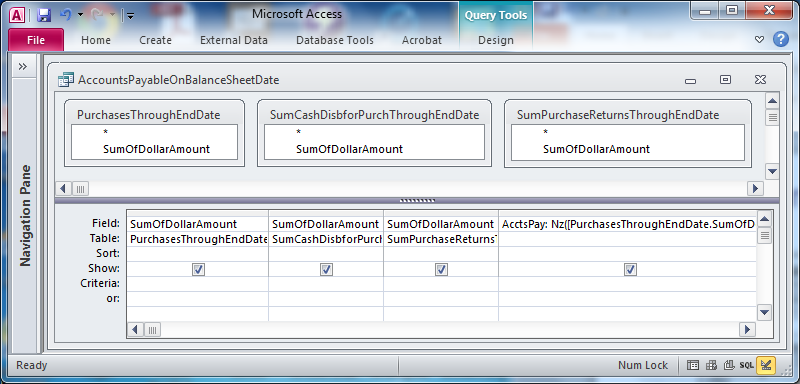 Microsoft Access
Query Tools
File Home Create External Data Database Tools Acrobat Design
AccountsPayableOnBalanceSheetDate
PurchasesThroughEndDate SumCashDisbforPurchThroughEndDate SumPurchaseReturnsThroughEndDate
* * *
SumOfDollarAmount SumOfDollarAmount SumOfDollarAmount
Navigation Pane
Field: SumOfDollarAmount SumOfDollarAmount SumOfDollarAmount AcctsPay: Nz([PurchasesThroughEndDate.SumOfD
Table: PurchasesThroughEndDate SumCashDisbforPurch SumPurchaseReturnsT
Sort:
Show:
Criteria:
or:
Ready Num Lock SQL